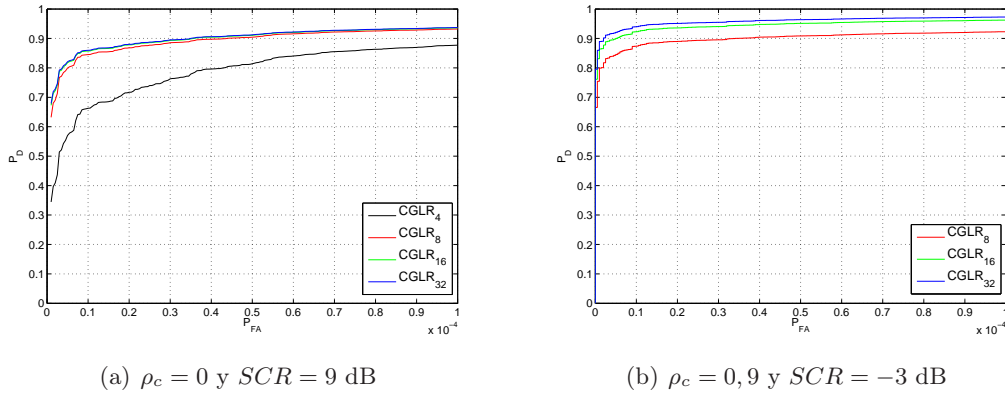 1
0.9
0.8
0.7
0.6
0.5
0.4
0.3
0.2
0.1
0
P_D
0 0.1 0.2 0.3 0.4 0.5 0.6 0.7 0.8 0.9 1
x 10^-4
P_FA
CGLR_4
CGLR_8
CGLR_16
CGLR_32
(a) ρ_c = 0 y SCR = 9 dB
1
0.9
0.8
0.7
0.6
0.5
0.4
0.3
0.2
0.1
0
P_D
0 0.1 0.2 0.3 0.4 0.5 0.6 0.7 0.8 0.9 1
x 10^-4
P_FA
CGLR_8
CGLR_16
CGLR_32
(b) ρ_c = 0,9 y SCR = −3 dB